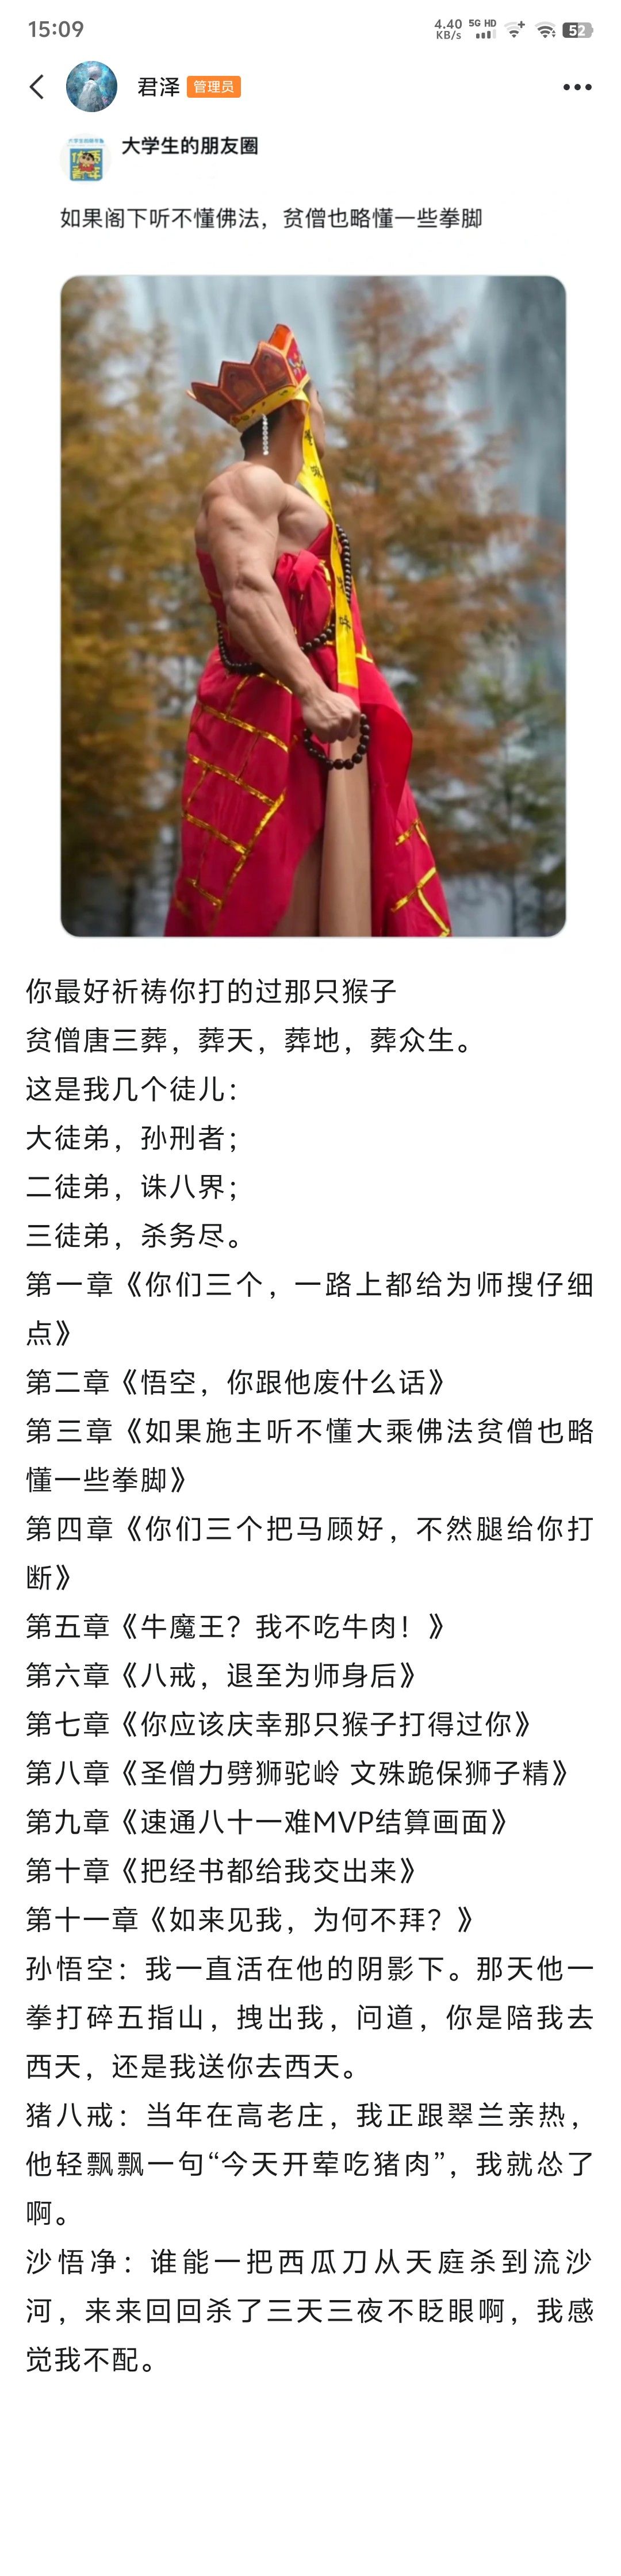 15:09
4.40 KB/s 5G HD 52
君泽 管理员
大学生的朋友圈
如果阁下听不懂佛法，贫僧也略懂一些拳脚
你最好祈祷你打的过那只猴子
贫僧唐三葬，葬天，葬地，葬众生。
这是我几个徒儿：
大徒弟，孙刑者；
二徒弟，诛八界；
三徒弟，杀务尽。
第一章《你们三个，一路上都给为师搜仔细
点》
第二章《悟空，你跟他废什么话》
第三章《如果施主听不懂大乘佛法贫僧也略
懂一些拳脚》
第四章《你们三个把马顾好，不然腿给你打
断》
第五章《牛魔王？我不吃牛肉！》
第六章《八戒，退至为师身后》
第七章《你应该庆幸那只猴子打得过你》
第八章《圣僧力劈狮驼岭 文殊跪保狮子精》
第九章《速通八十一难MVP结算画面》
第十章《把经书都给我交出来》
第十一章《如来见我，为何不拜？》
孙悟空：我一直活在他的阴影下。那天他一
拳打碎五指山，拽出我，问道，你是陪我去
西天，还是我送你去西天。
猪八戒：当年在高老庄，我正跟翠兰亲热，
他轻飘飘一句“今天开荤吃猪肉”，我就怂了
啊。
沙悟净：谁能一把西瓜刀从天庭杀到流沙
河，来来回回杀了三天三夜不眨眼啊，我感
觉我不配。